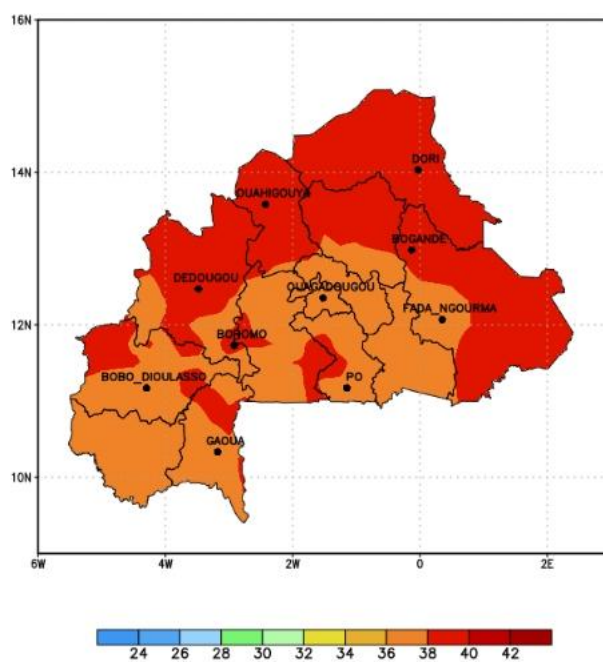 16N
14N
12N
10N
6W 4W 2W 0 2E
DORI
OUAHIGOUYA
BOGANDE
DEDOUGOU
OUAGADOUGOU
FADA_NGOURMA
BOROMO
BOBO_DIOULASSO
PO
GAOUA
24 26 28 30 32 34 36 38 40 42